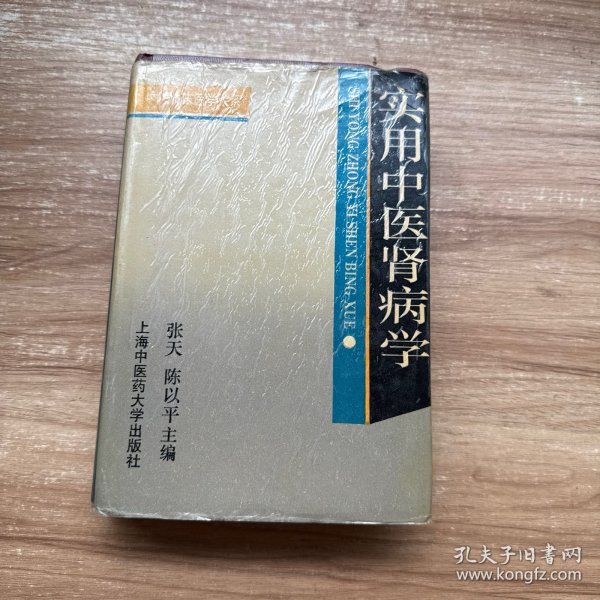 实用中医肾病学
SHI YONG ZHONG YI SHEN BING XUE
张天 陈以平主编
上海中医药大学出版社
孔夫子旧书网
www.kongfz.com